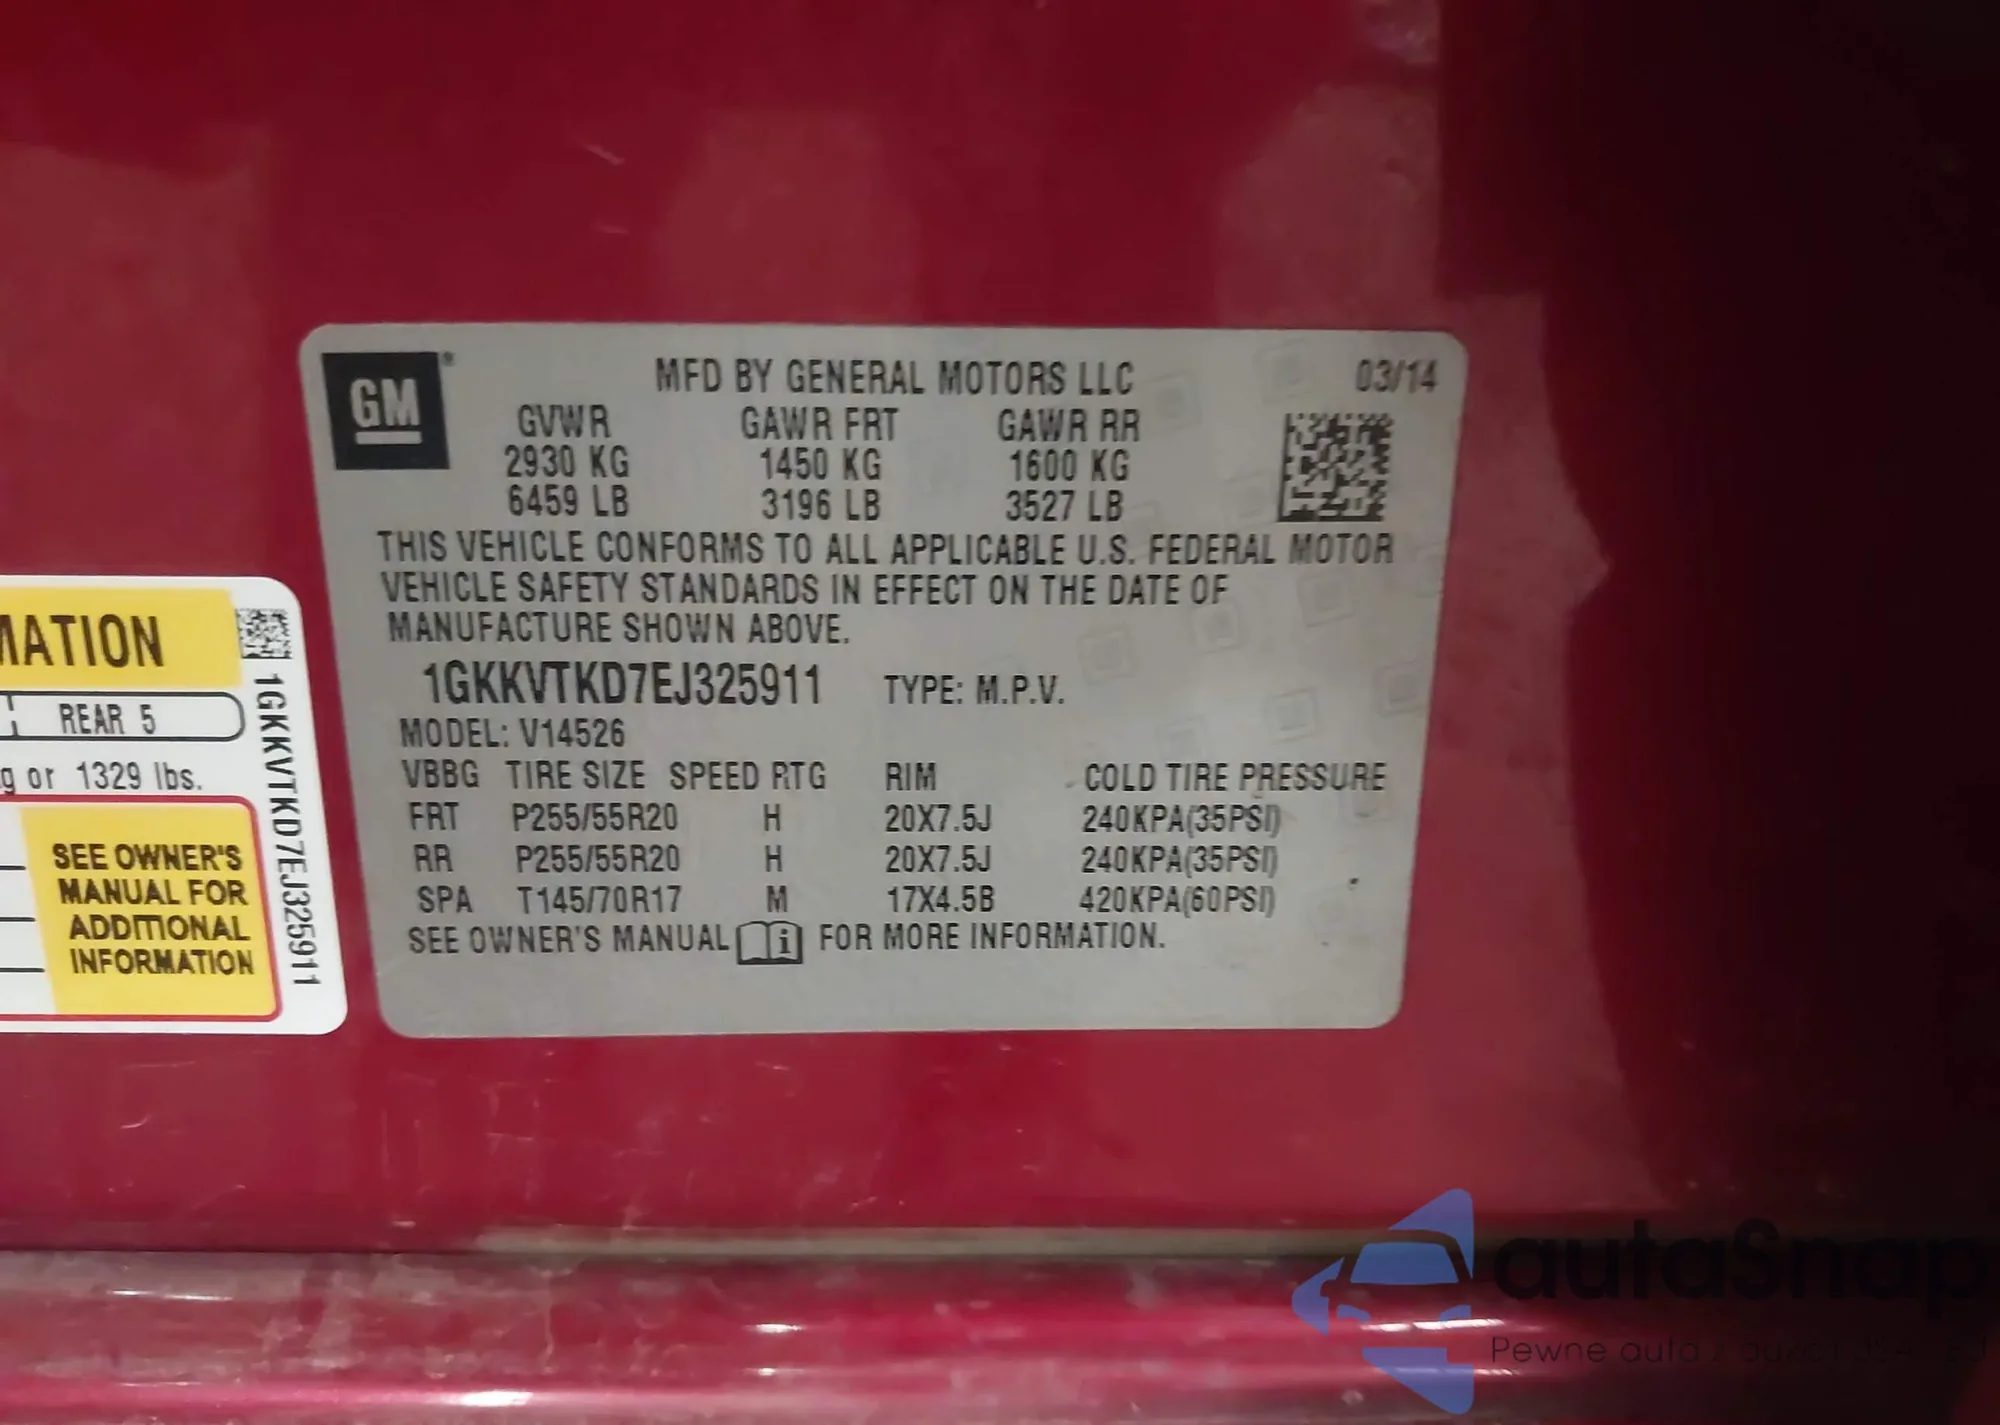 GM
MFD BY GENERAL MOTORS LLC 03/14
GVWR GAWR FRT GAWR RR
2930 KG 1450 KG 1600 KG
6459 LB 3196 LB 3527 LB
THIS VEHICLE CONFORMS TO ALL APPLICABLE U.S. FEDERAL MOTOR
VEHICLE SAFETY STANDARDS IN EFFECT ON THE DATE OF
MANUFACTURE SHOWN ABOVE.
1GKKVTKD7EJ325911 TYPE: M.P.V.
MODEL: V14526
VBBG TIRE SIZE SPEED RTG RIM COLD TIRE PRESSURE
FRT P255/55R20 H 20X7.5J 240KPA(35PSI)
RR P255/55R20 H 20X7.5J 240KPA(35PSI)
SPA T145/70R17 M 17X4.5B 420KPA(60PSI)
SEE OWNER'S MANUAL i FOR MORE INFORMATION.
MATION
REAR 5
g or 1329 lbs.
SEE OWNER'S
MANUAL FOR
ADDITIONAL
INFORMATION
1GKKVTKD7EJ325911
autaSnap
Pewne auta z